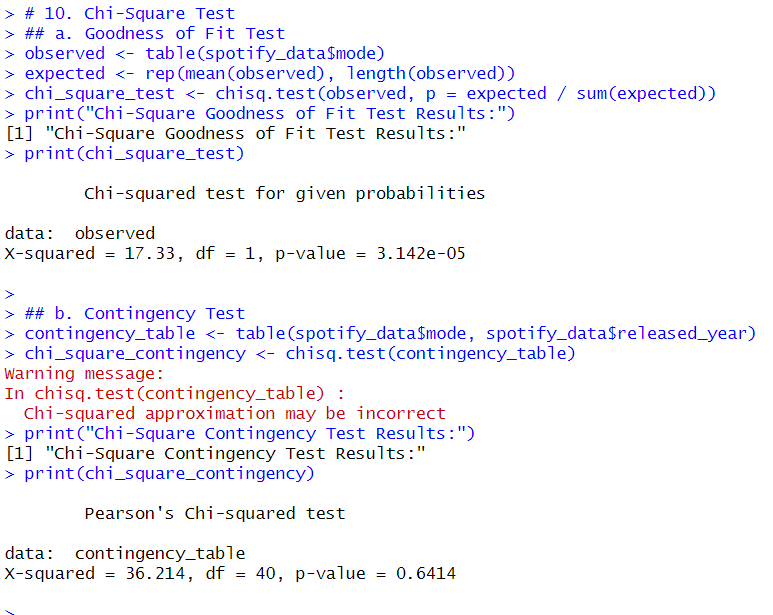 > # 10. Chi-Square Test
> ## a. Goodness of Fit Test
> observed <- table(spotify_data$mode)
> expected <- rep(mean(observed), length(observed))
> chi_square_test <- chisq.test(observed, p = expected / sum(expected))
> print("Chi-Square Goodness of Fit Test Results:")
[1] "Chi-Square Goodness of Fit Test Results:"
> print(chi_square_test)
Chi-squared test for given probabilities
data:  observed
X-squared = 17.33, df = 1, p-value = 3.142e-05
>
> ## b. Contingency Test
> contingency_table <- table(spotify_data$mode, spotify_data$released_year)
> chi_square_contingency <- chisq.test(contingency_table)
Warning message:
In chisq.test(contingency_table) :
  Chi-squared approximation may be incorrect
> print("Chi-Square Contingency Test Results:")
[1] "Chi-Square Contingency Test Results:"
> print(chi_square_contingency)
Pearson's Chi-squared test
data:  contingency_table
X-squared = 36.214, df = 40, p-value = 0.6414
>